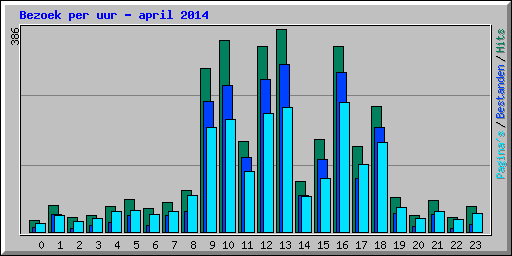 Bezoek per uur - april 2014
386
Pagina's / Bestanden / Hits
0 1 2 3 4 5 6 7 8 9 10 11 12 13 14 15 16 17 18 19 20 21 22 23